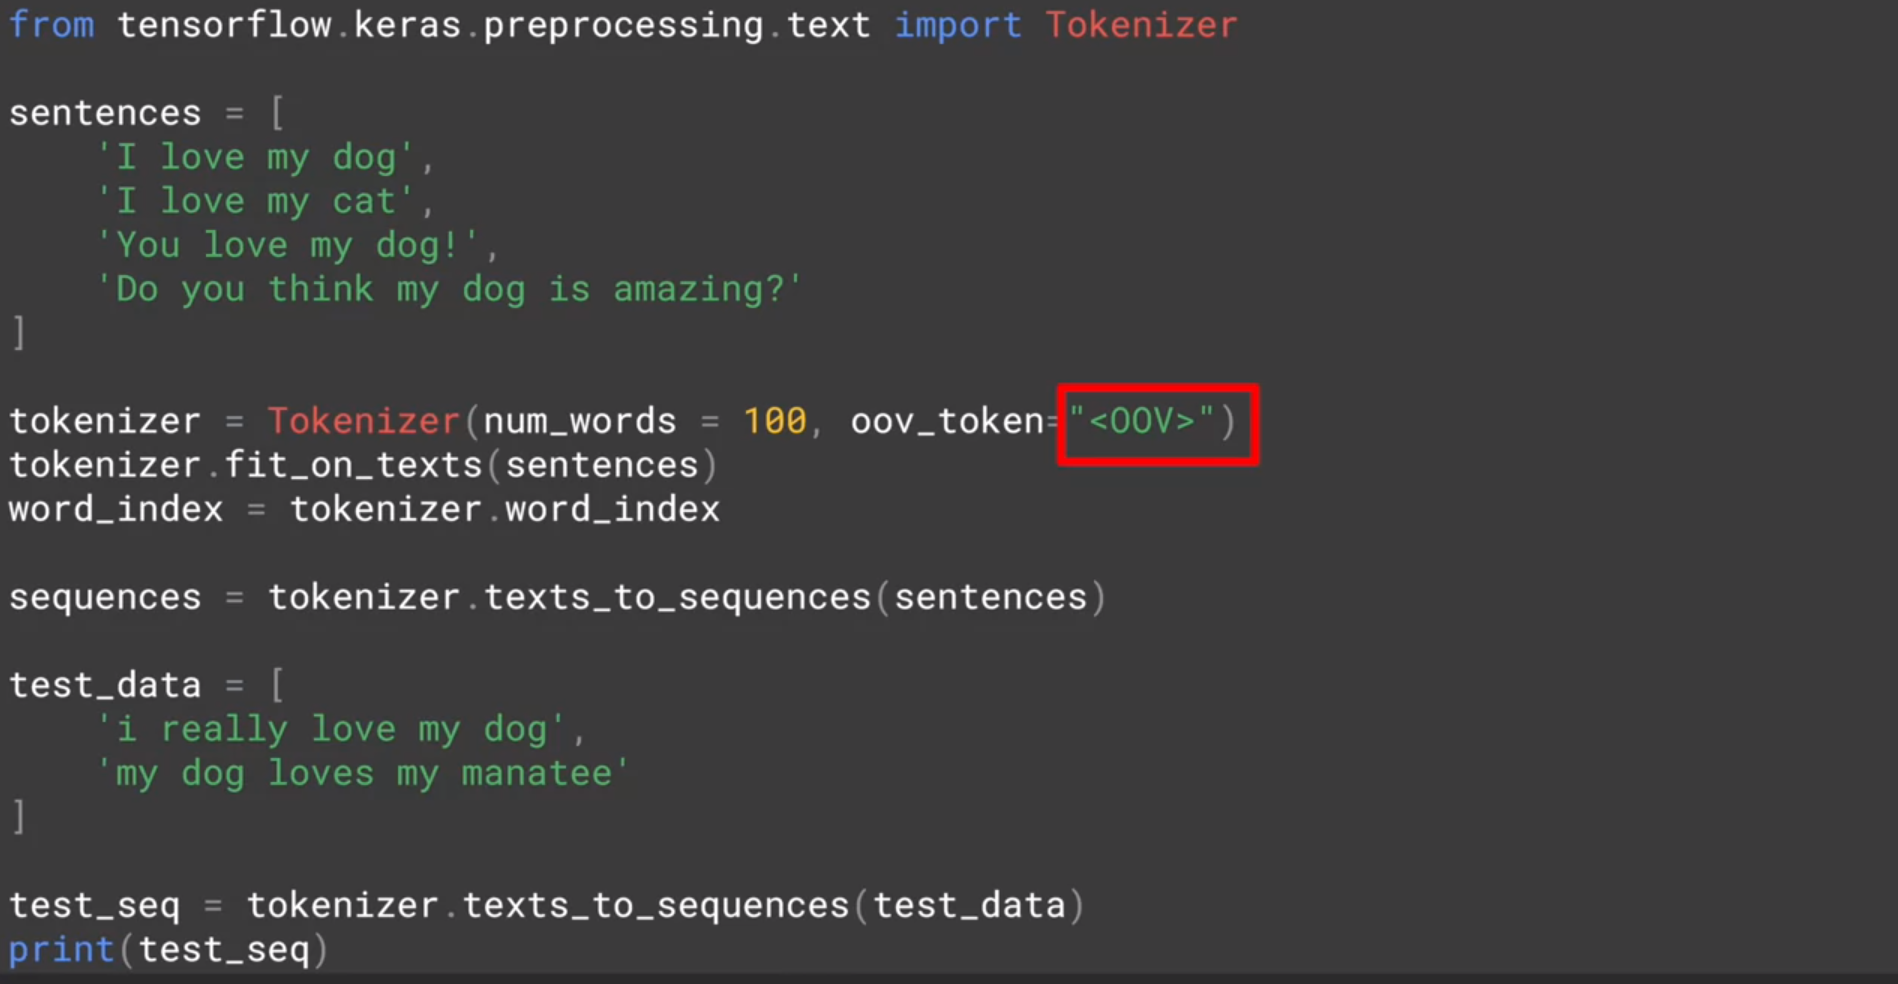 from tensorflow.keras.preprocessing.text import Tokenizer
sentences = [
    'I love my dog',
    'I love my cat',
    'You love my dog!',
    'Do you think my dog is amazing?'
]
tokenizer = Tokenizer(num_words = 100, oov_token="<OOV>")
tokenizer.fit_on_texts(sentences)
word_index = tokenizer.word_index
sequences = tokenizer.texts_to_sequences(sentences)
test_data = [
    'i really love my dog',
    'my dog loves my manatee'
]
test_seq = tokenizer.texts_to_sequences(test_data)
print(test_seq)